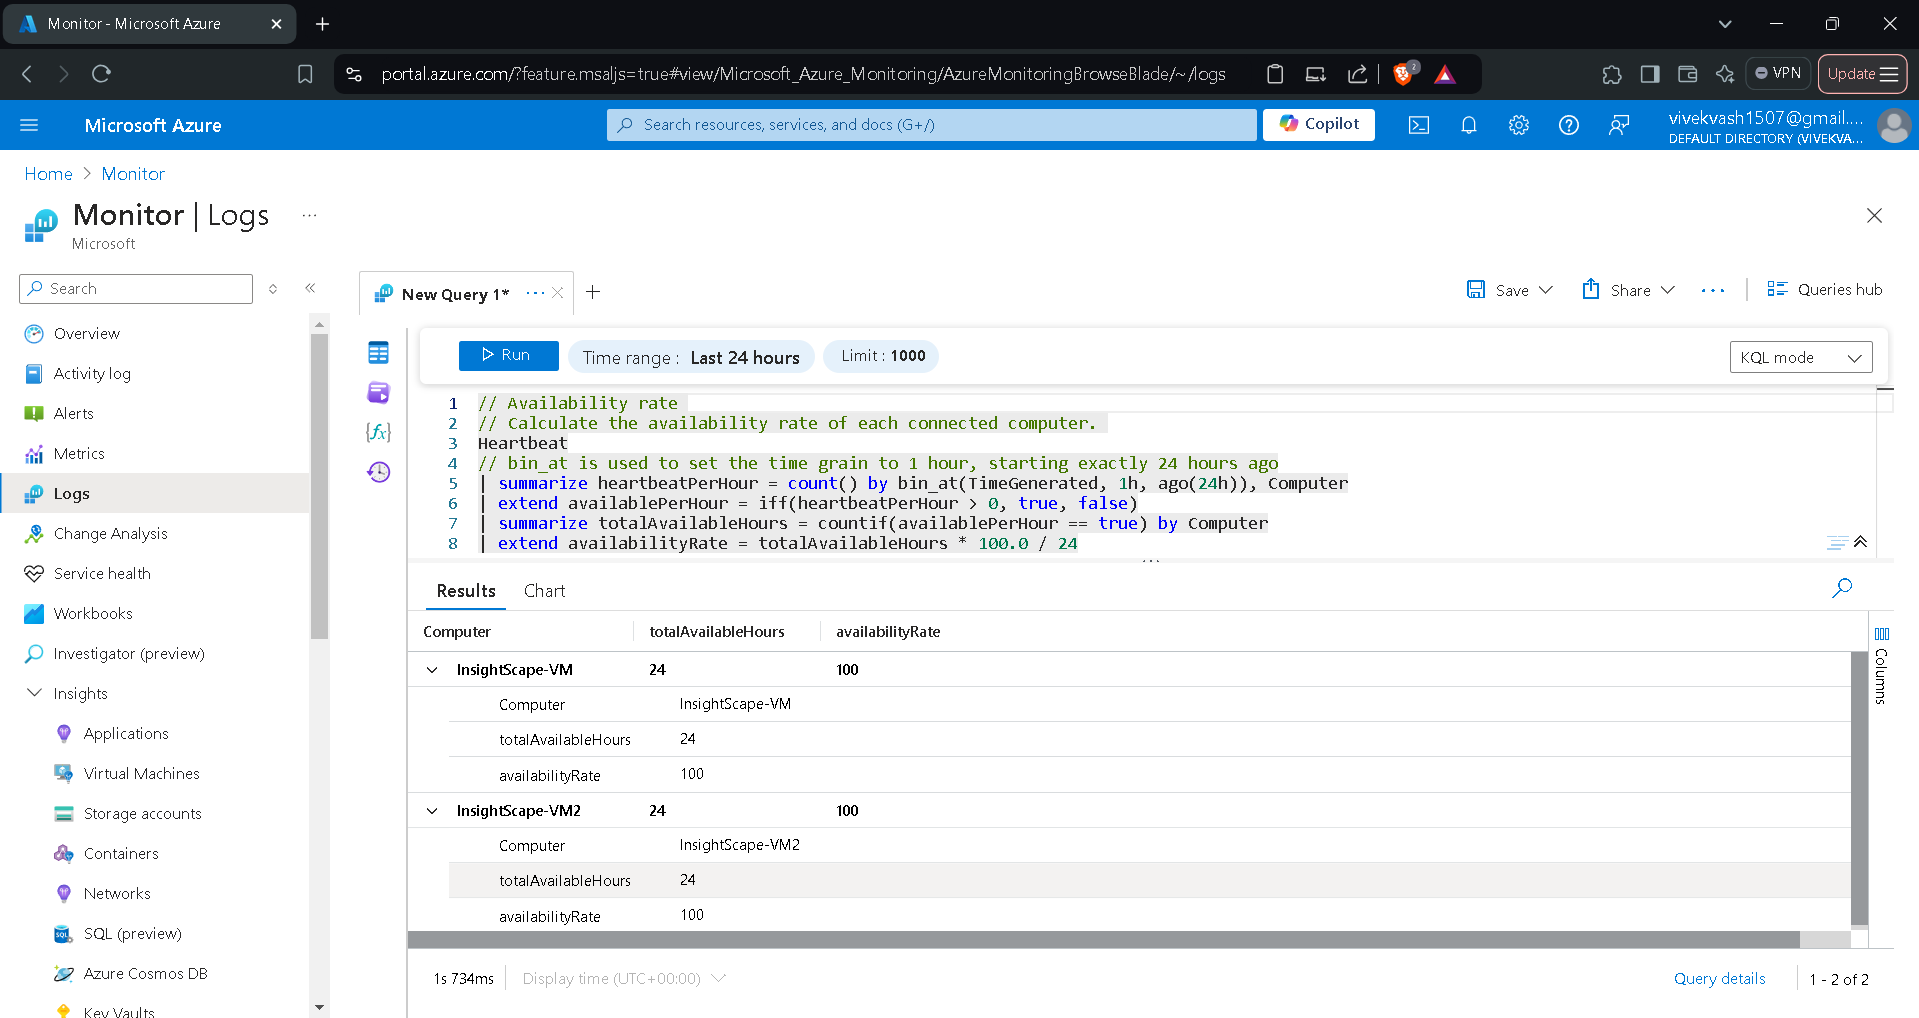 Monitor - Microsoft Azure
portal.azure.com/?feature.msaljs=true#view/Microsoft_Azure_Monitoring/AzureMonitoringBrowseBlade/~/logs
2
VPN
Update
Microsoft Azure
Search resources, services, and docs (G+/)
Copilot
vivekvash1507@gmail....
DEFAULT DIRECTORY (VIVEKVA...
Home > Monitor
Monitor | Logs
Microsoft
Search
Overview
Activity log
Alerts
Metrics
Logs
Change Analysis
Service health
Workbooks
Investigator (preview)
Insights
Applications
Virtual Machines
Storage accounts
Containers
Networks
SQL (preview)
Azure Cosmos DB
Key Vaults
New Query 1*
Save
Share
Queries hub
Run
Time range : Last 24 hours
Limit : 1000
KQL mode
1 // Availability rate
2 // Calculate the availability rate of each connected computer.
3 Heartbeat
4 // bin_at is used to set the time grain to 1 hour, starting exactly 24 hours ago
5 | summarize heartbeatPerHour = count() by bin_at(TimeGenerated, 1h, ago(24h)), Computer
6 | extend availablePerHour = iff(heartbeatPerHour > 0, true, false)
7 | summarize totalAvailableHours = countif(availablePerHour == true) by Computer
8 | extend availabilityRate = totalAvailableHours * 100.0 / 24
Results Chart
Computer totalAvailableHours availabilityRate
InsightScape-VM 24 100
Computer InsightScape-VM
totalAvailableHours 24
availabilityRate 100
InsightScape-VM2 24 100
Computer InsightScape-VM2
totalAvailableHours 24
availabilityRate 100
Columns
1s 734ms
Display time (UTC+00:00)
Query details
1 - 2 of 2